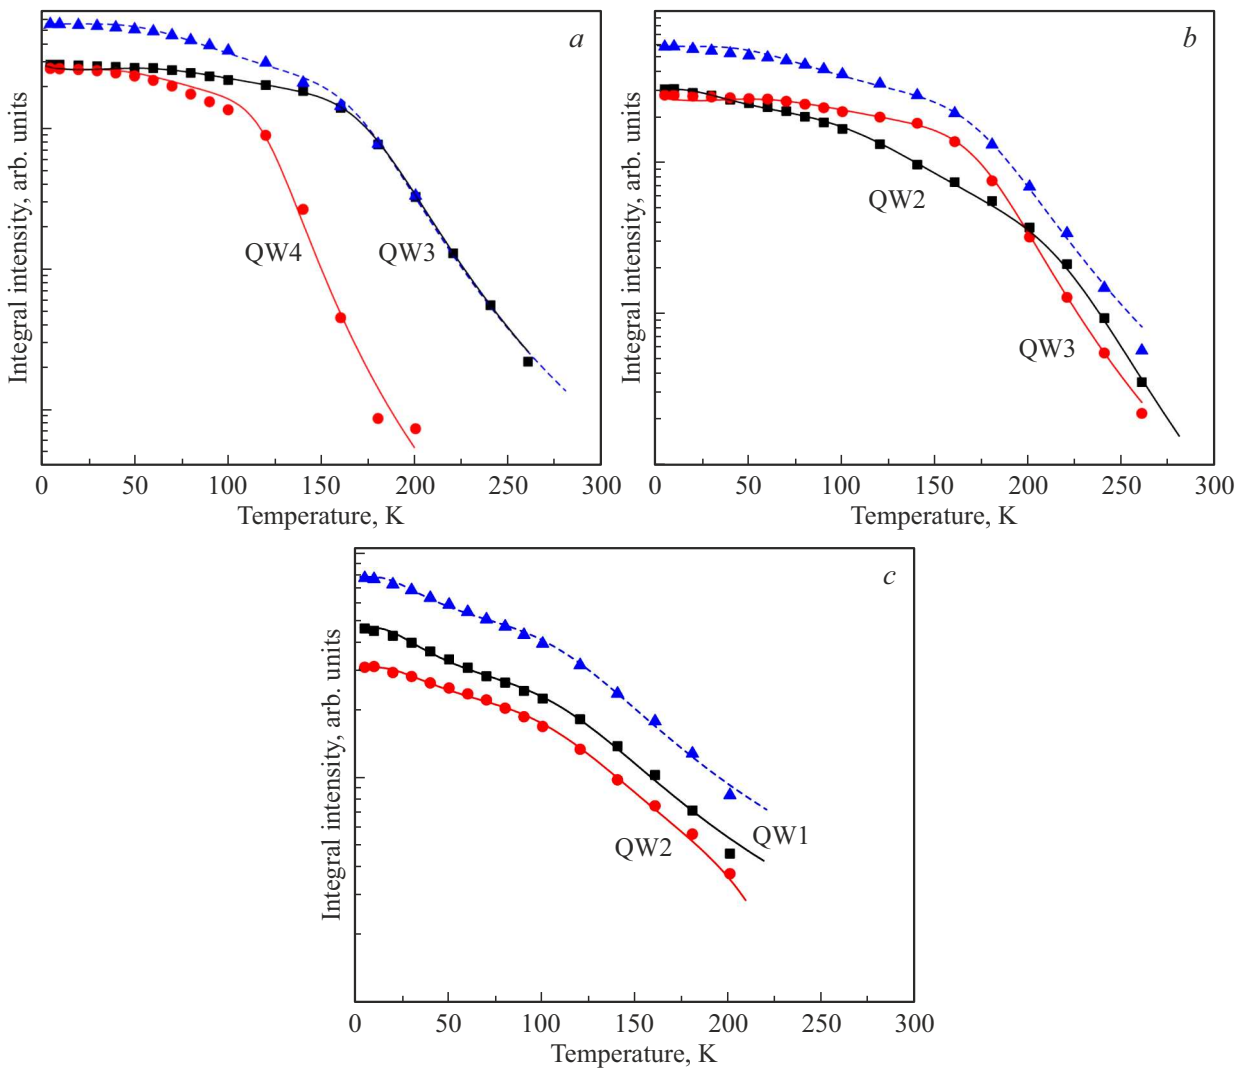 a
Integral intensity, arb. units
QW4
QW3
0 50 100 150 200 250 300
Temperature, K
b
Integral intensity, arb. units
QW2
QW3
0 50 100 150 200 250 300
Temperature, K
c
Integral intensity, arb. units
QW1
QW2
0 50 100 150 200 250 300
Temperature, K